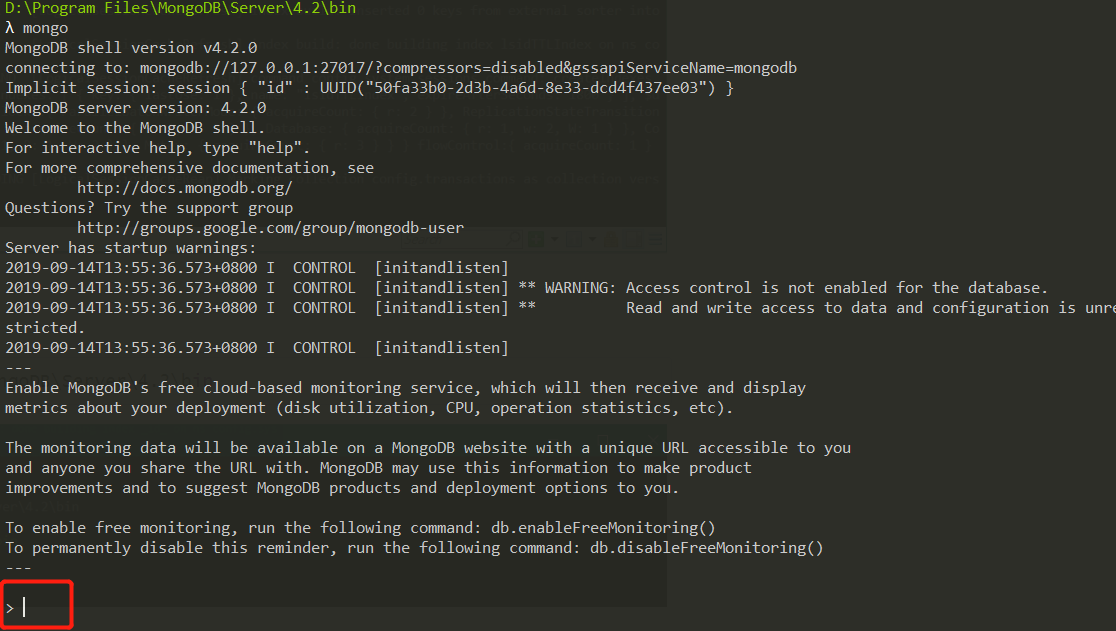 D:\Program Files\MongoDB\Server\4.2\bin
λ mongo
MongoDB shell version v4.2.0
connecting to: mongodb://127.0.0.1:27017/?compressors=disabled&gssapiServiceName=mongodb
Implicit session: session { "id" : UUID("50fa33b0-2d3b-4a6d-8e33-dcd4f437ee03") }
MongoDB server version: 4.2.0
Welcome to the MongoDB shell.
For interactive help, type "help".
For more comprehensive documentation, see
        http://docs.mongodb.org/
Questions? Try the support group
        http://groups.google.com/group/mongodb-user
Server has startup warnings:
2019-09-14T13:55:36.573+0800 I  CONTROL  [initandlisten]
2019-09-14T13:55:36.573+0800 I  CONTROL  [initandlisten] ** WARNING: Access control is not enabled for the database.
2019-09-14T13:55:36.573+0800 I  CONTROL  [initandlisten] **          Read and write access to data and configuration is unre
stricted.
2019-09-14T13:55:36.573+0800 I  CONTROL  [initandlisten]
---
Enable MongoDB's free cloud-based monitoring service, which will then receive and display
metrics about your deployment (disk utilization, CPU, operation statistics, etc).

The monitoring data will be available on a MongoDB website with a unique URL accessible to you
and anyone you share the URL with. MongoDB may use this information to make product
improvements and to suggest MongoDB products and deployment options to you.

To enable free monitoring, run the following command: db.enableFreeMonitoring()
To permanently disable this reminder, run the following command: db.disableFreeMonitoring()
---

>